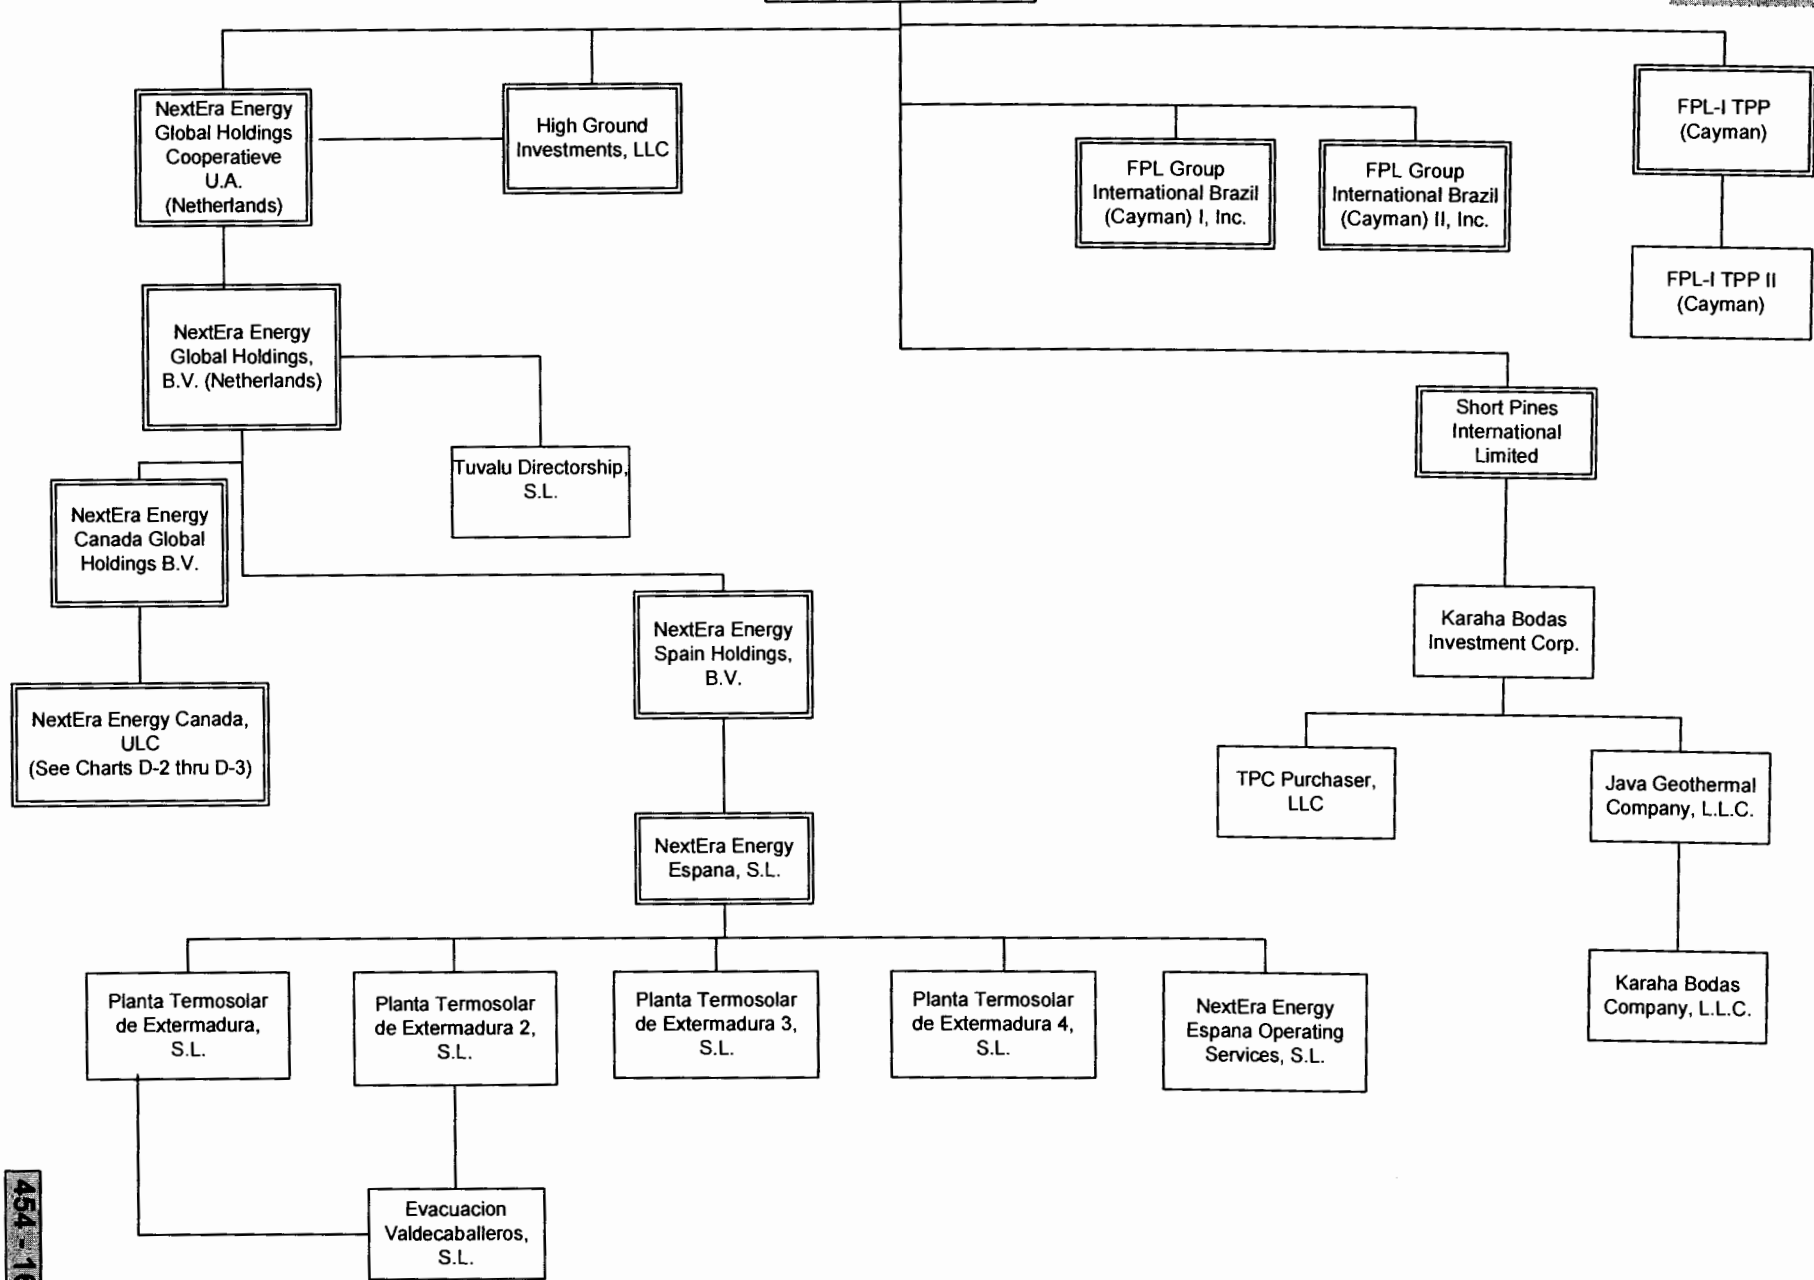 NextEra Energy
Global Holdings
Cooperatieve
U.A.
(Netherlands)
High Ground
Investments, LLC
FPL Group
International Brazil
(Cayman) I, Inc.
FPL Group
International Brazil
(Cayman) II, Inc.
FPL-I TPP
(Cayman)
FPL-I TPP II
(Cayman)
NextEra Energy
Global Holdings,
B.V. (Netherlands)
Tuvalu Directorship,
S.L.
Short Pines
International
Limited
NextEra Energy
Canada Global
Holdings B.V.
NextEra Energy
Spain Holdings,
B.V.
Karaha Bodas
Investment Corp.
NextEra Energy Canada,
ULC
(See Charts D-2 thru D-3)
TPC Purchaser,
LLC
Java Geothermal
Company, L.L.C.
NextEra Energy
Espana, S.L.
Planta Termosolar
de Extermadura,
S.L.
Planta Termosolar
de Extermadura 2,
S.L.
Planta Termosolar
de Extermadura 3,
S.L.
Planta Termosolar
de Extermadura 4,
S.L.
NextEra Energy
Espana Operating
Services, S.L.
Karaha Bodas
Company, L.L.C.
Evacuacion
Valdecaballeros,
S.L.
454 -